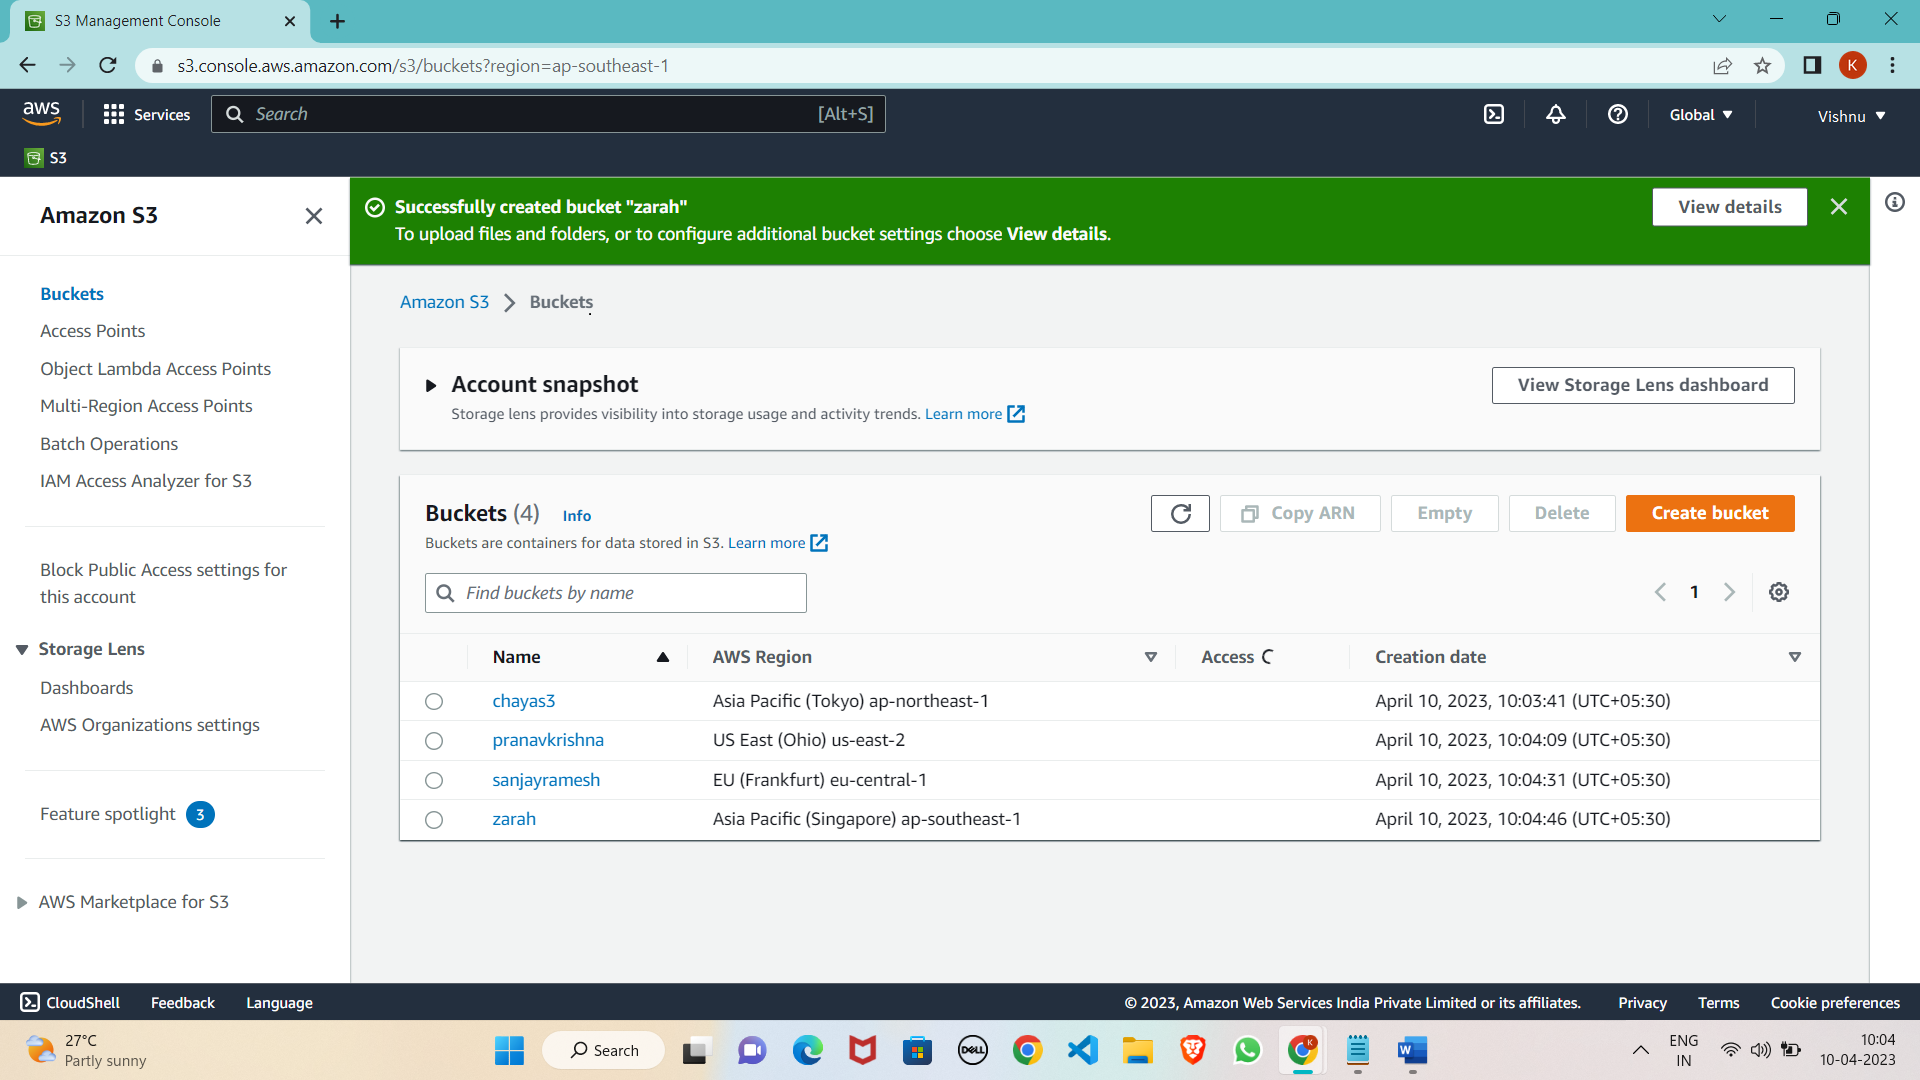 S3 Management Console
s3.console.aws.amazon.com/s3/buckets?region=ap-southeast-1
K
aws
Services
Search
[Alt+S]
Global
Vishnu
S3
Amazon S3
Buckets
Access Points
Object Lambda Access Points
Multi-Region Access Points
Batch Operations
IAM Access Analyzer for S3
Block Public Access settings for
this account
Storage Lens
Dashboards
AWS Organizations settings
Feature spotlight 3
AWS Marketplace for S3
Successfully created bucket "zarah"
To upload files and folders, or to configure additional bucket settings choose View details.
View details
Amazon S3 Buckets
Account snapshot
Storage lens provides visibility into storage usage and activity trends. Learn more
View Storage Lens dashboard
Buckets (4) Info
Buckets are containers for data stored in S3. Learn more
Copy ARN
Empty
Delete
Create bucket
Find buckets by name
1
Name AWS Region Access Creation date
chayas3 Asia Pacific (Tokyo) ap-northeast-1 April 10, 2023, 10:03:41 (UTC+05:30)
pranavkrishna US East (Ohio) us-east-2 April 10, 2023, 10:04:09 (UTC+05:30)
sanjayramesh EU (Frankfurt) eu-central-1 April 10, 2023, 10:04:31 (UTC+05:30)
zarah Asia Pacific (Singapore) ap-southeast-1 April 10, 2023, 10:04:46 (UTC+05:30)
CloudShell Feedback Language
© 2023, Amazon Web Services India Private Limited or its affiliates. Privacy Terms Cookie preferences
27°C
Partly sunny
Search
DELL
K
W
ENG
IN
10:04
10-04-2023